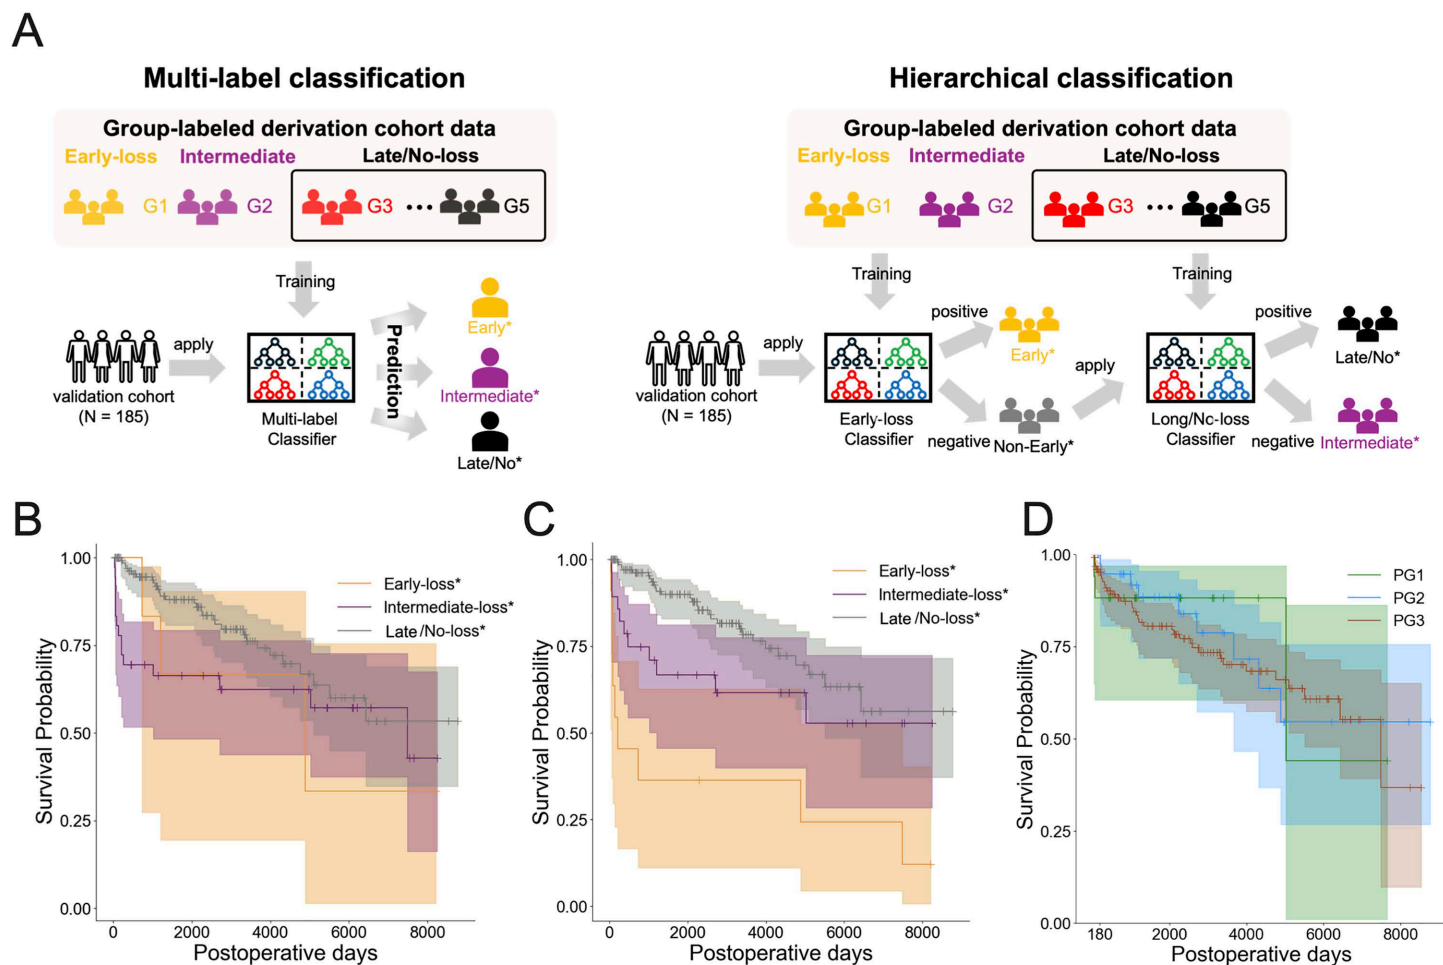 A
Multi-label classification
Group-labeled derivation cohort data
Early-loss
Intermediate
Late/No-loss
G1
G2
G3
G5
Training
apply
Prediction
Early*
Intermediate*
Late/No*
validation cohort
(N = 185)
Multi-label
Classifier
Hierarchical classification
Group-labeled derivation cohort data
Early-loss
Intermediate
Late/No-loss
G1
G2
G3
G5
Training
Training
apply
positive
Early*
apply
positive
Late/No*
validation cohort
(N = 185)
Early-loss
Classifier
negative
Non-Early*
Long/Nc-loss
Classifier
negative
Intermediate*
B
Survival Probability
1.00
0.75
0.50
0.25
0.00
Early-loss*
Intermediate-loss*
Late/No-loss*
0 2000 4000 6000 8000
Postoperative days
C
Survival Probability
1.00
0.75
0.50
0.25
0.00
Early-loss*
Intermediate-loss*
Late/No-loss*
0 2000 4000 6000 8000
Postoperative days
D
Survival Probability
1.00
0.75
0.50
0.25
0.00
PG1
PG2
PG3
180 2000 4000 6000 8000
Postoperative days